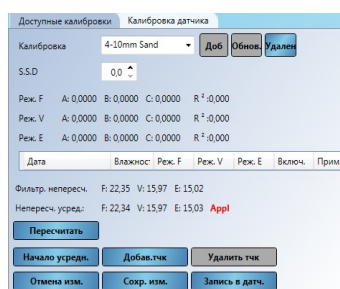 Доступные калибровки Калибровка датчика
Калибровка 4-10mm Sand Доб Обнов. Удален
S.S.D 0,0
Реж. F A: 0,0000 B: 0,0000 C: 0,0000 R ² :0,000
Реж. V A: 0,0000 B: 0,0000 C: 0,0000 R ² :0,000
Реж. E A: 0,0000 B: 0,0000 C: 0,0000 R ² :0,000
Дата Влажнос Реж. F Реж. V Реж. E Включ. Прим
Фильтр. непересч. F: 22,35 V: 15,97 E: 15,02
Непересч. усред.: F: 22,34 V: 15,97 E: 15,03 Appl
Пересчитать
Начало усредн. Добав.тчк Удалить тчк
Отмена изм. Сохр. изм. Запись в датч.